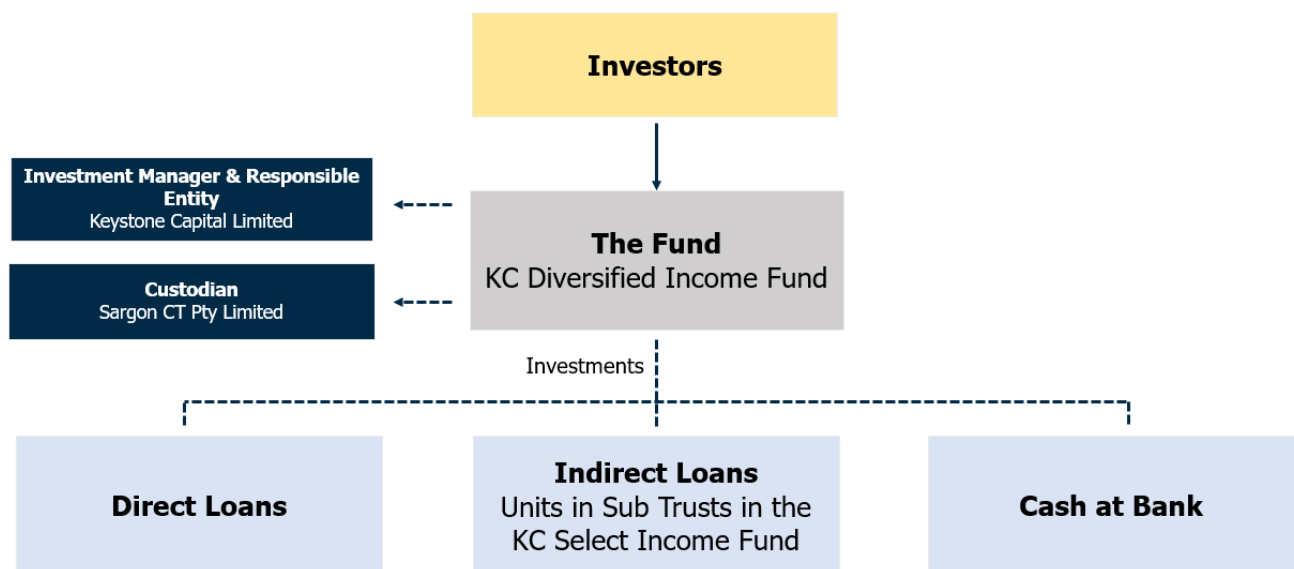 Investors
Investment Manager & Responsible
Entity
Keystone Capital Limited
The Fund
KC Diversified Income Fund
Custodian
Sargon CT Pty Limited
Investments
Direct Loans
Indirect Loans
Units in Sub Trusts in the
KC Select Income Fund
Cash at Bank